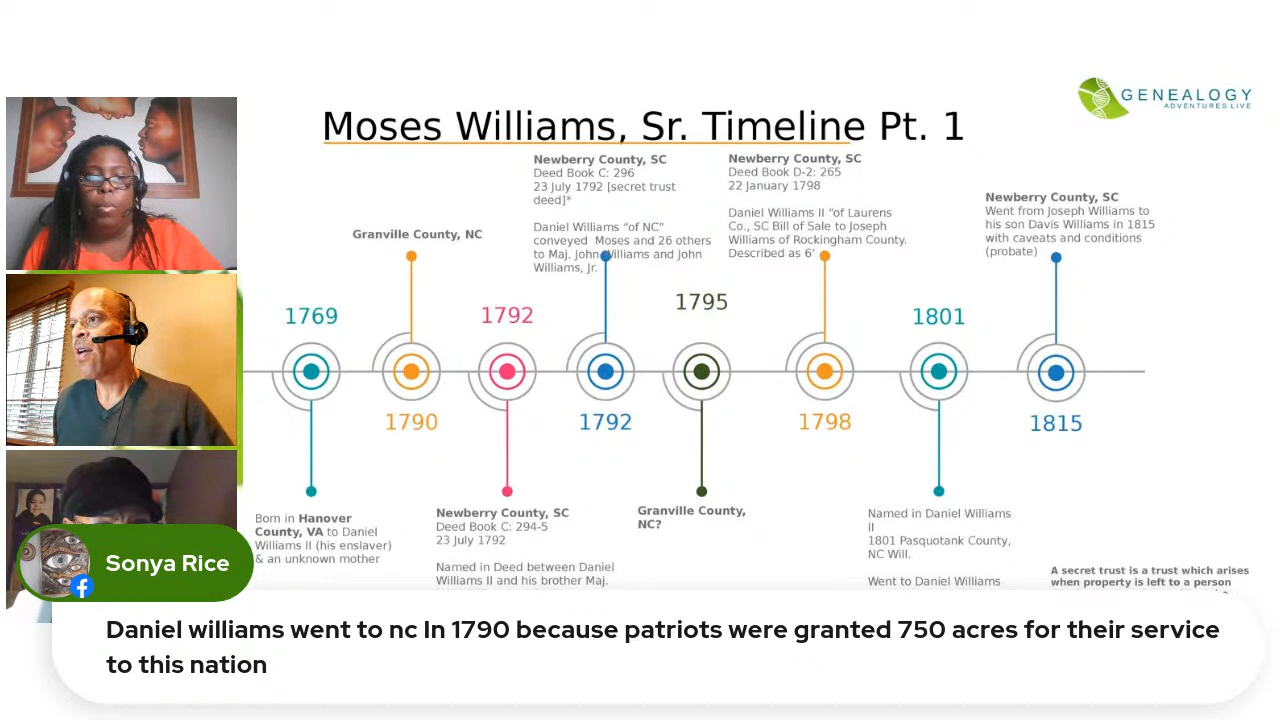 GENEALOGY
ADVENTURES LIVE
Moses Williams, Sr. Timeline Pt. 1
Granville County, NC
Newberry County, SC
Deed Book C: 296
23 July 1792 [secret trust
deed]*
Daniel Williams "of NC"
conveyed Moses and 26 others
to Maj. John Williams and John
Williams, Jr.
Newberry County, SC
Deed Book D-2: 265
22 January 1798
Daniel Williams II "of Laurens
Co., SC Bill of Sale to Joseph
Williams of Rockingham County.
Described as 6'
Newberry County, SC
Went from Joseph Williams to
his son Davis Williams in 1815
with caveats and conditions
(probate)
1769
1792
1795
1801
1790
1792
1798
1815
Born in Hanover
County, VA to Daniel
Williams II (his enslaver)
& an unknown mother
Newberry County, SC
Deed Book C: 294-5
23 July 1792
Named in Deed between Daniel
Williams II and his brother Maj.
Granville County,
NC?
Named in Daniel Williams
II
1801 Pasquotank County,
NC Will.
Went to Daniel Williams
A secret trust is a trust which arises
when property is left to a person
Sonya Rice
Daniel williams went to nc In 1790 because patriots were granted 750 acres for their service
to this nation